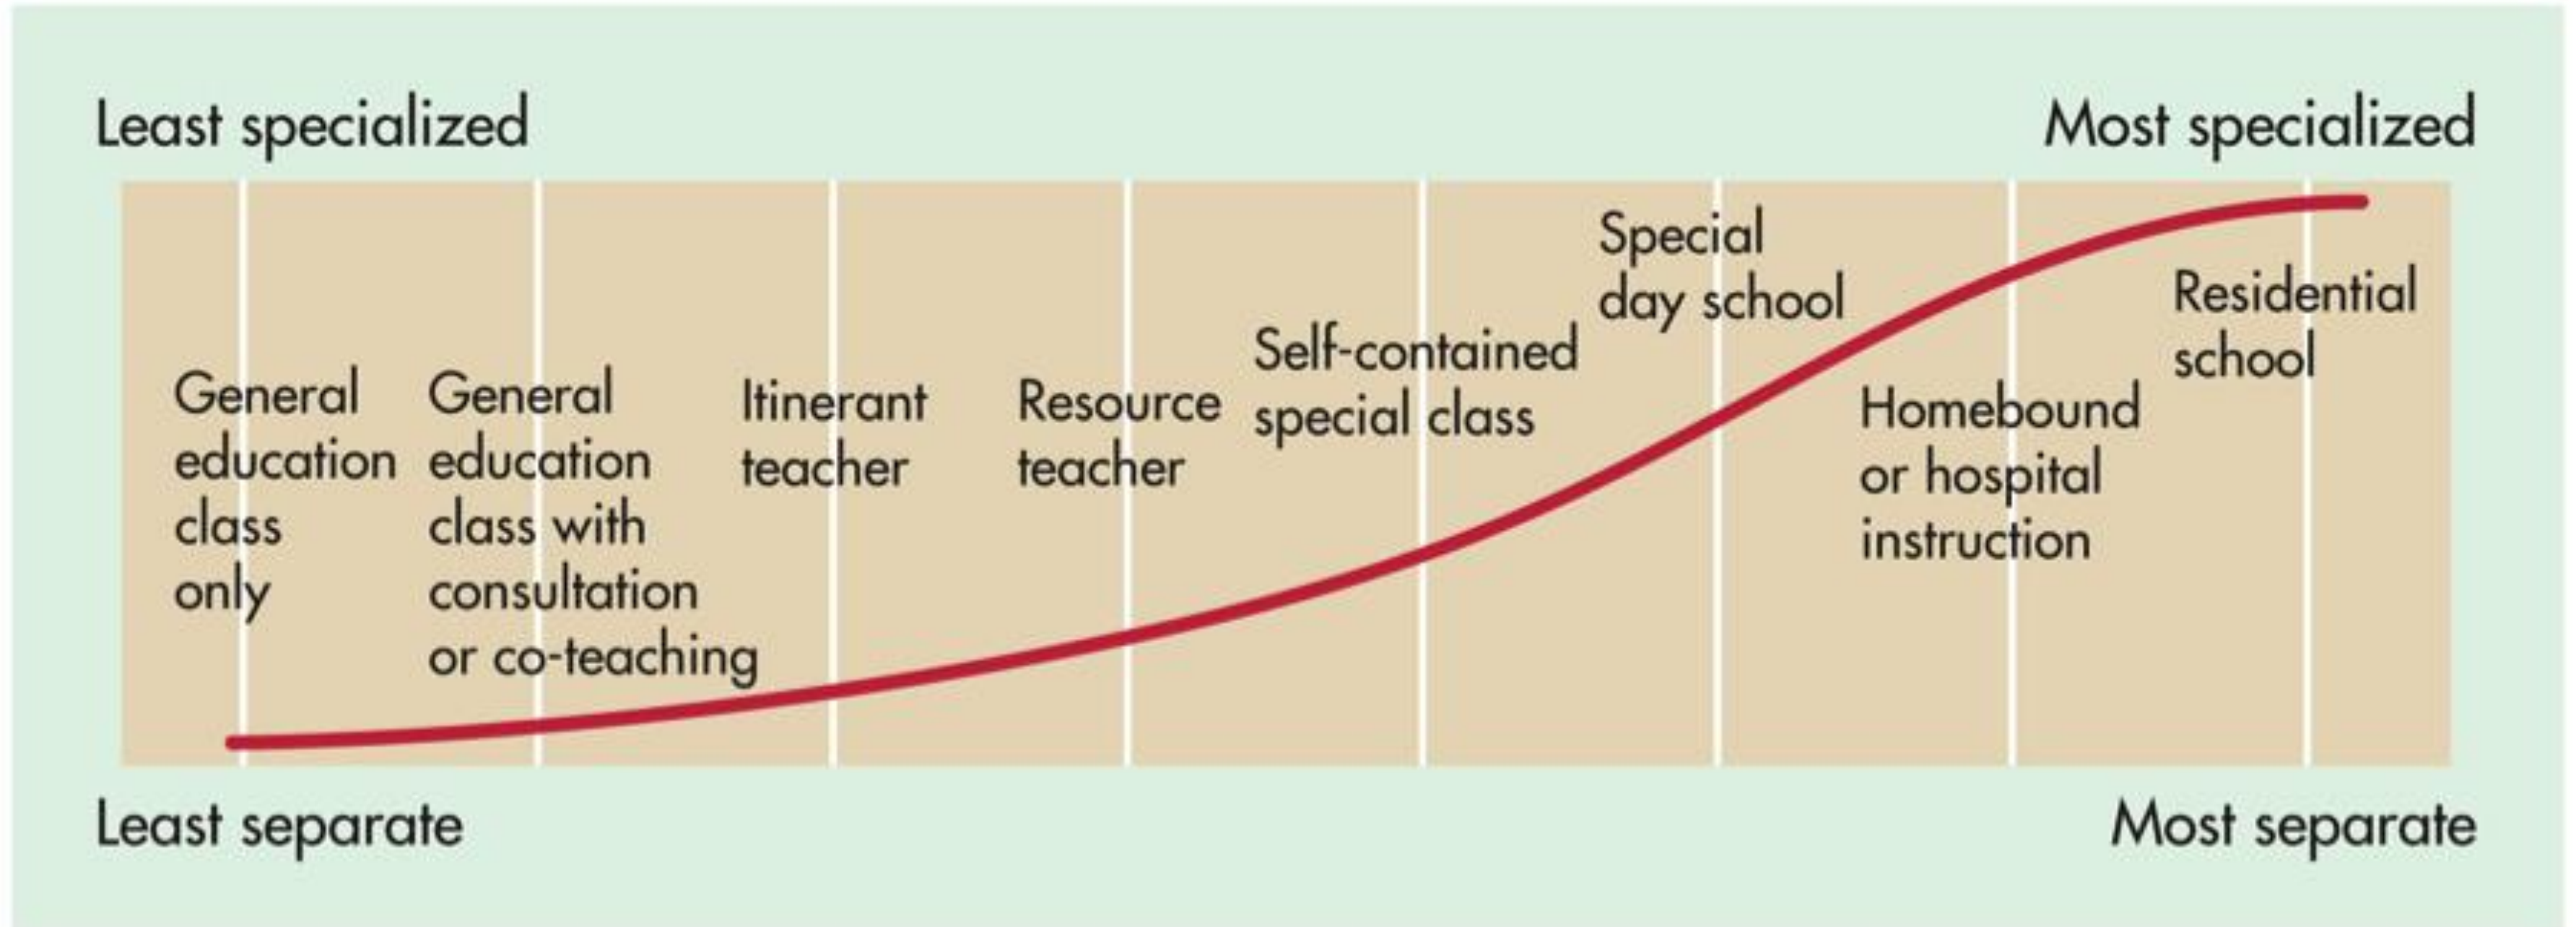 Least specialized
Most specialized
General
education
class
only
General
education
class with
consultation
or co-teaching
Itinerant
teacher
Resource
teacher
Self-contained
special class
Special
day school
Homebound
or hospital
instruction
Residential
school
Least separate
Most separate